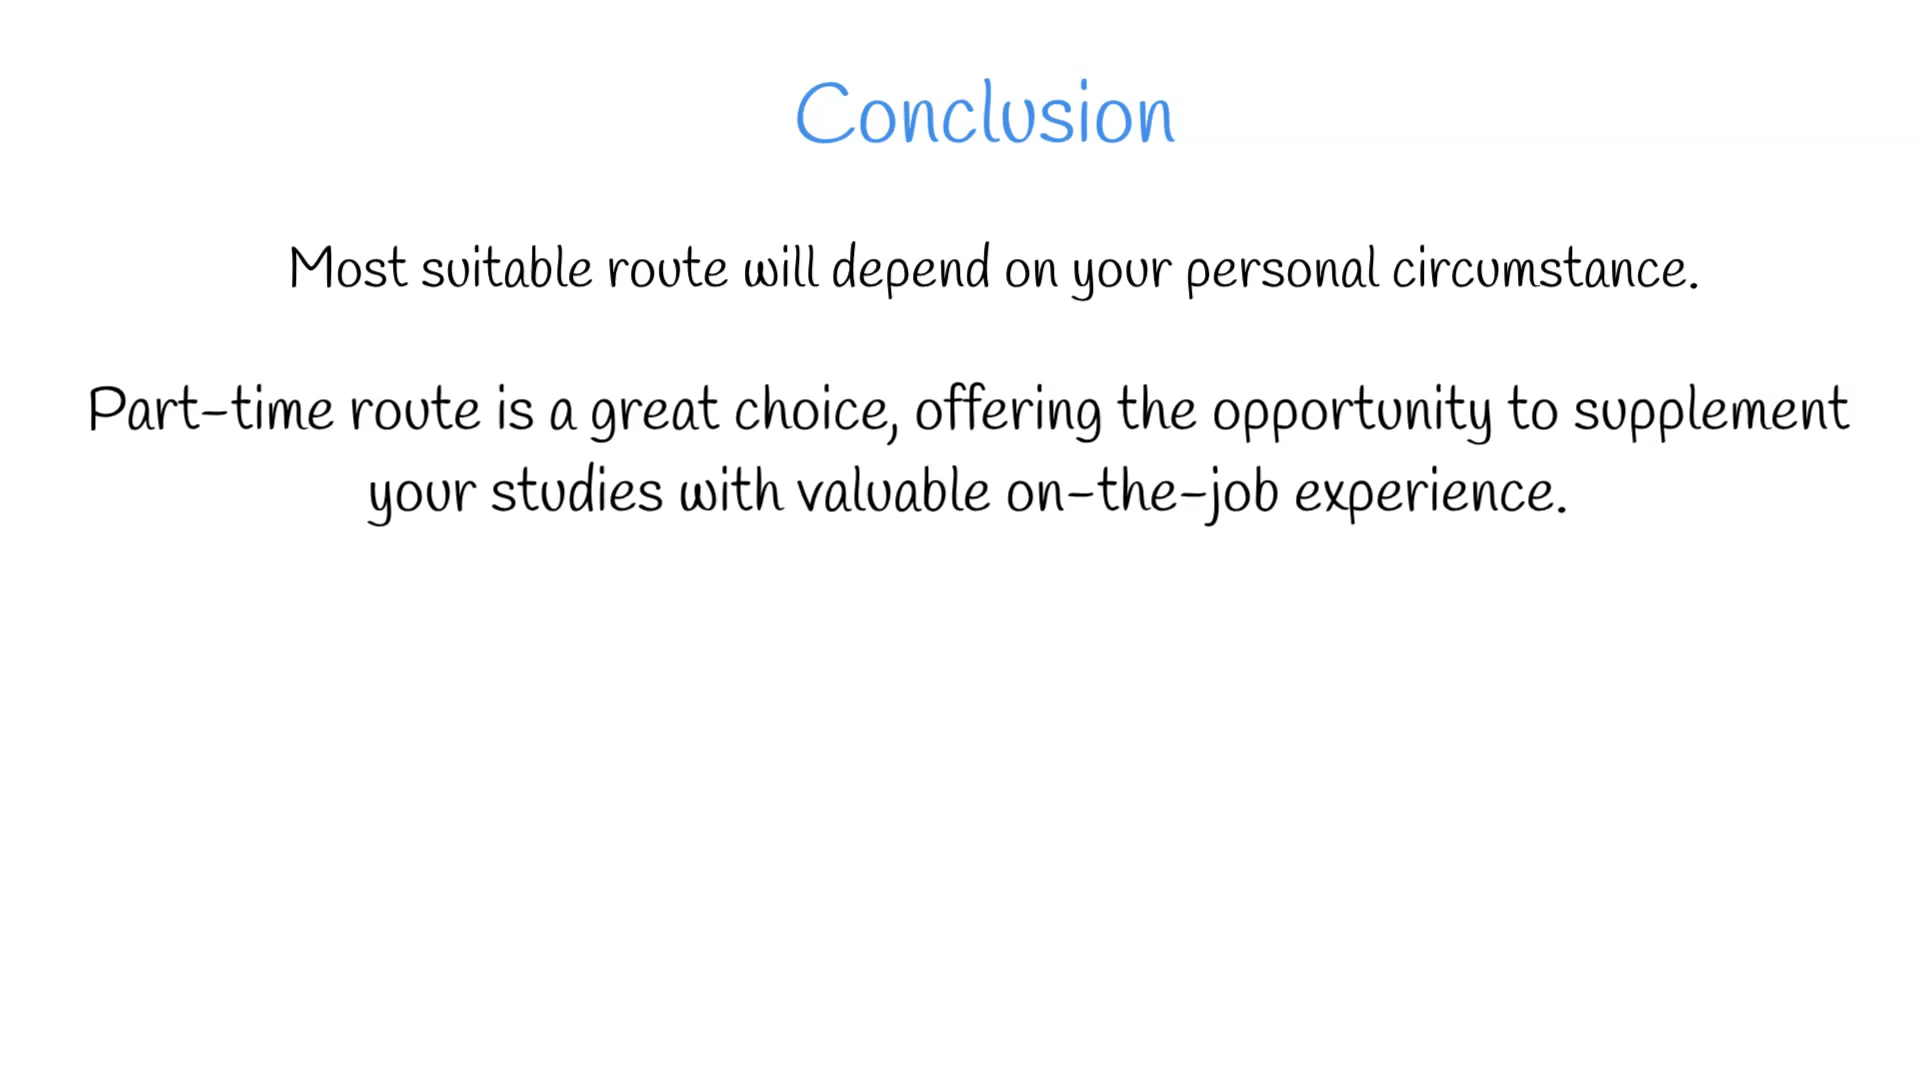 Conclusion
Most suitable route will depend on your personal circumstance.
Part-time route is a great choice, offering the opportunity to supplement
your studies with valuable on-the-job experience.